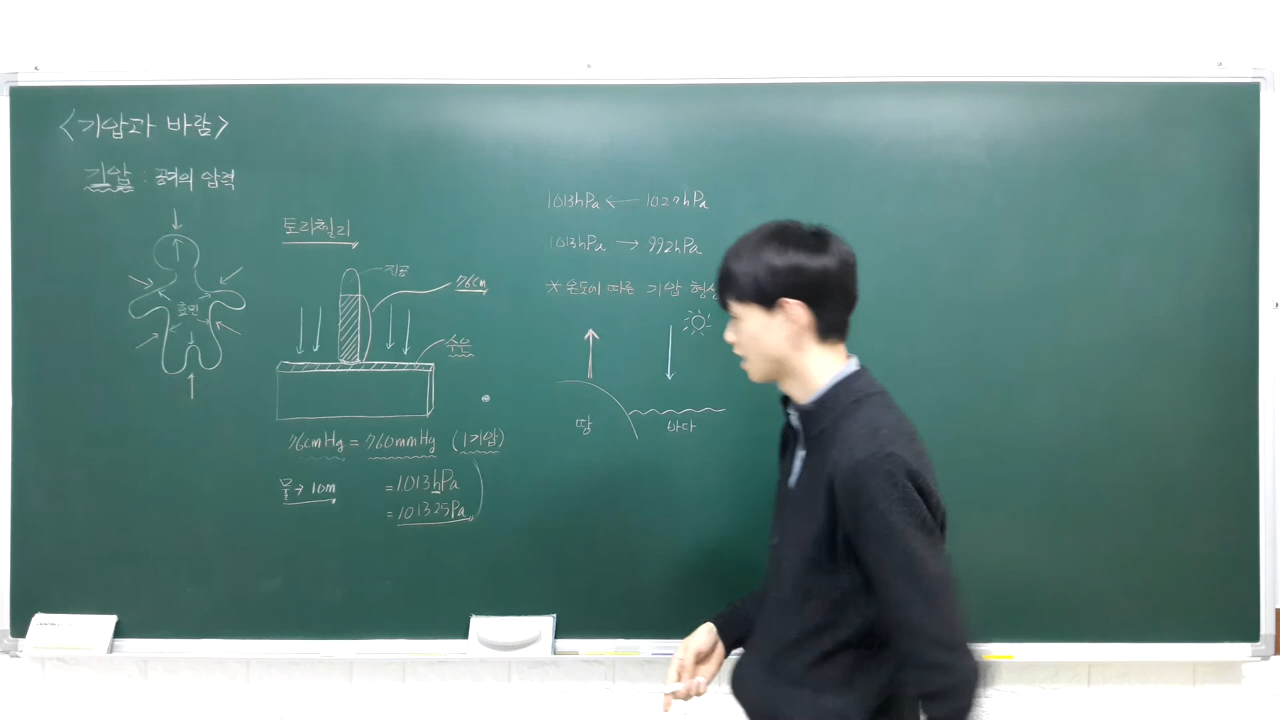 <기압과 바람>
기압 : 공기의 압력
토리첼리
진공
76cm
수은
76cmHg = 760mmHg (1기압)
물→ 10m
= 1013hPa
= 101325Pa
1013hPa ← 1027hPa
1013hPa → 992hPa
* 온도에 따른 기압 형성
땅
바다